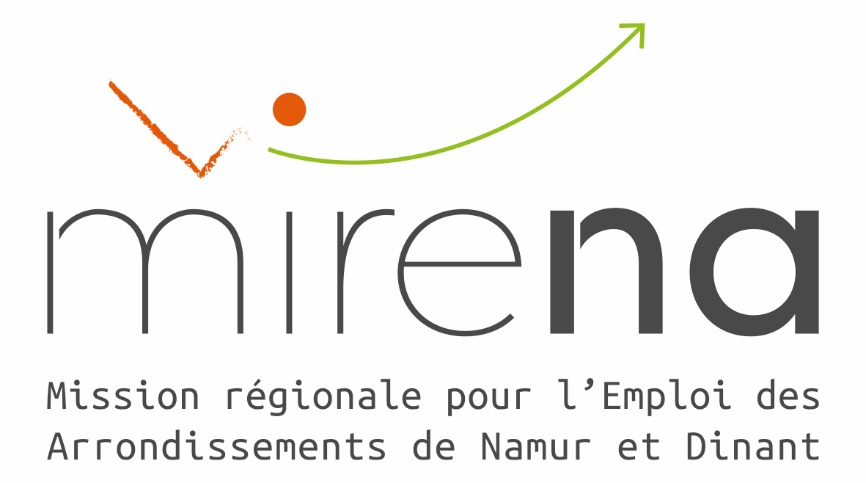 mirena
Mission régionale pour l’Emploi des
Arrondissements de Namur et Dinant